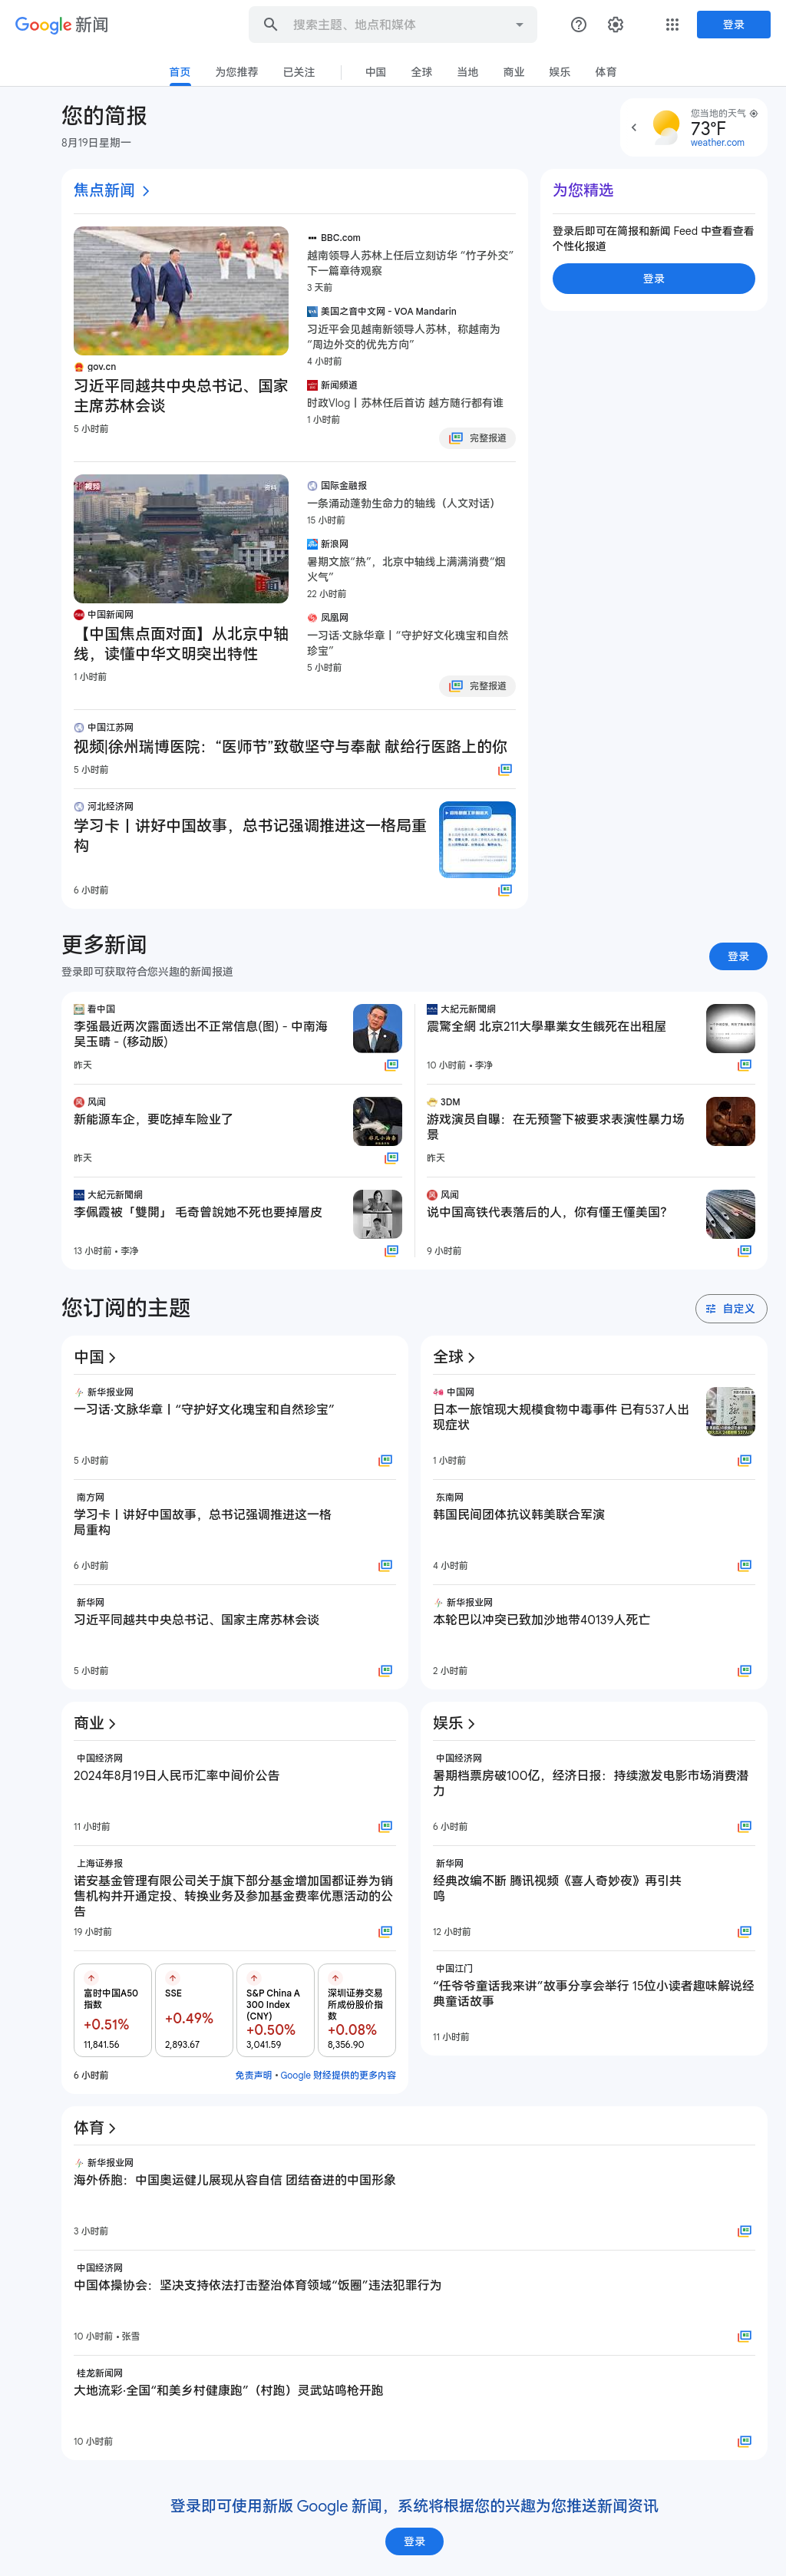 Google 新闻
搜索主题、地点和媒体
登录
首页
为您推荐
已关注
中国
全球
当地
商业
娱乐
体育
您的简报
8月19日星期一
您当地的天气
73°F
weather.com
焦点新闻
gov.cn
习近平同越共中央总书记、国家
主席苏林会谈
5 小时前
BBC.com
越南领导人苏林上任后立刻访华 “竹子外交”
下一篇章待观察
3 天前
美国之音中文网 - VOA Mandarin
习近平会见越南新领导人苏林，称越南为
“周边外交的优先方向”
4 小时前
新闻频道
时政Vlog丨苏林任后首访 越方随行都有谁
1 小时前
完整报道
为您精选
登录后即可在简报和新闻 Feed 中查看查看
个性化报道
登录
视频
资料
中国新闻网
【中国焦点面对面】从北京中轴
线，读懂中华文明突出特性
1 小时前
国际金融报
一条涌动蓬勃生命力的轴线（人文对话）
15 小时前
新浪网
暑期文旅“热”，北京中轴线上满满消费“烟
火气”
22 小时前
凤凰网
一习话·文脉华章丨“守护好文化瑰宝和自然
珍宝”
5 小时前
完整报道
中国江苏网
视频|徐州瑞博医院：“医师节”致敬坚守与奉献 献给行医路上的你
5 小时前
河北经济网
学习卡丨讲好中国故事，总书记强调推进这一格局重
构
6 小时前
更多新闻
登录即可获取符合您兴趣的新闻报道
登录
看中国
李强最近两次露面透出不正常信息(图) - 中南海
吴玉晴 - (移动版)
昨天
风闻
新能源车企，要吃掉车险业了
昨天
大紀元新聞網
李佩霞被「雙開」 毛奇曾說她不死也要掉層皮
13 小时前 • 李净
大紀元新聞網
震驚全網 北京211大學畢業女生餓死在出租屋
10 小时前 • 李净
3DM
游戏演员自曝：在无预警下被要求表演性暴力场
景
昨天
风闻
说中国高铁代表落后的人，你有懂王懂美国？
9 小时前
您订阅的主题
自定义
中国
新华报业网
一习话·文脉华章丨“守护好文化瑰宝和自然珍宝”
5 小时前
南方网
学习卡丨讲好中国故事，总书记强调推进这一格
局重构
6 小时前
新华网
习近平同越共中央总书记、国家主席苏林会谈
5 小时前
全球
中国网
日本一旅馆现大规模食物中毒事件 已有537人出
现症状
1 小时前
东南网
韩国民间团体抗议韩美联合军演
4 小时前
新华报业网
本轮巴以冲突已致加沙地带40139人死亡
2 小时前
商业
中国经济网
2024年8月19日人民币汇率中间价公告
11 小时前
上海证券报
诺安基金管理有限公司关于旗下部分基金增加国都证券为销
售机构并开通定投、转换业务及参加基金费率优惠活动的公
告
19 小时前
富时中国A50
指数
+0.51%
11,841.56
SSE
+0.49%
2,893.67
S&P China A
300 Index
(CNY)
+0.50%
3,041.59
深圳证券交易
所成份股价指
数
+0.08%
8,356.90
6 小时前
免责声明 • Google 财经提供的更多内容
娱乐
中国经济网
暑期档票房破100亿，经济日报：持续激发电影市场消费潜
力
6 小时前
新华网
经典改编不断 腾讯视频《喜人奇妙夜》再引共
鸣
12 小时前
中国江门
“任爷爷童话我来讲”故事分享会举行 15位小读者趣味解说经
典童话故事
11 小时前
体育
新华报业网
海外侨胞：中国奥运健儿展现从容自信 团结奋进的中国形象
3 小时前
中国经济网
中国体操协会：坚决支持依法打击整治体育领域“饭圈”违法犯罪行为
10 小时前 • 张雪
桂龙新闻网
大地流彩·全国“和美乡村健康跑”（村跑）灵武站鸣枪开跑
10 小时前
登录即可使用新版 Google 新闻，系统将根据您的兴趣为您推送新闻资讯
登录